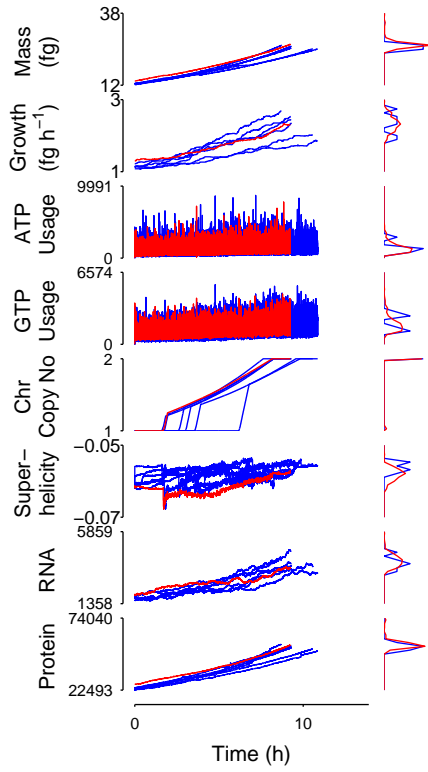 38
Mass
(fg)
12
3
Growth
(fg h⁻¹)
1
9991
ATP
Usage
0
6574
GTP
Usage
0
2
Chr
Copy No
1
−0.05
Super−
helicity
−0.07
5859
RNA
1358
74040
Protein
22493
0
10
Time (h)